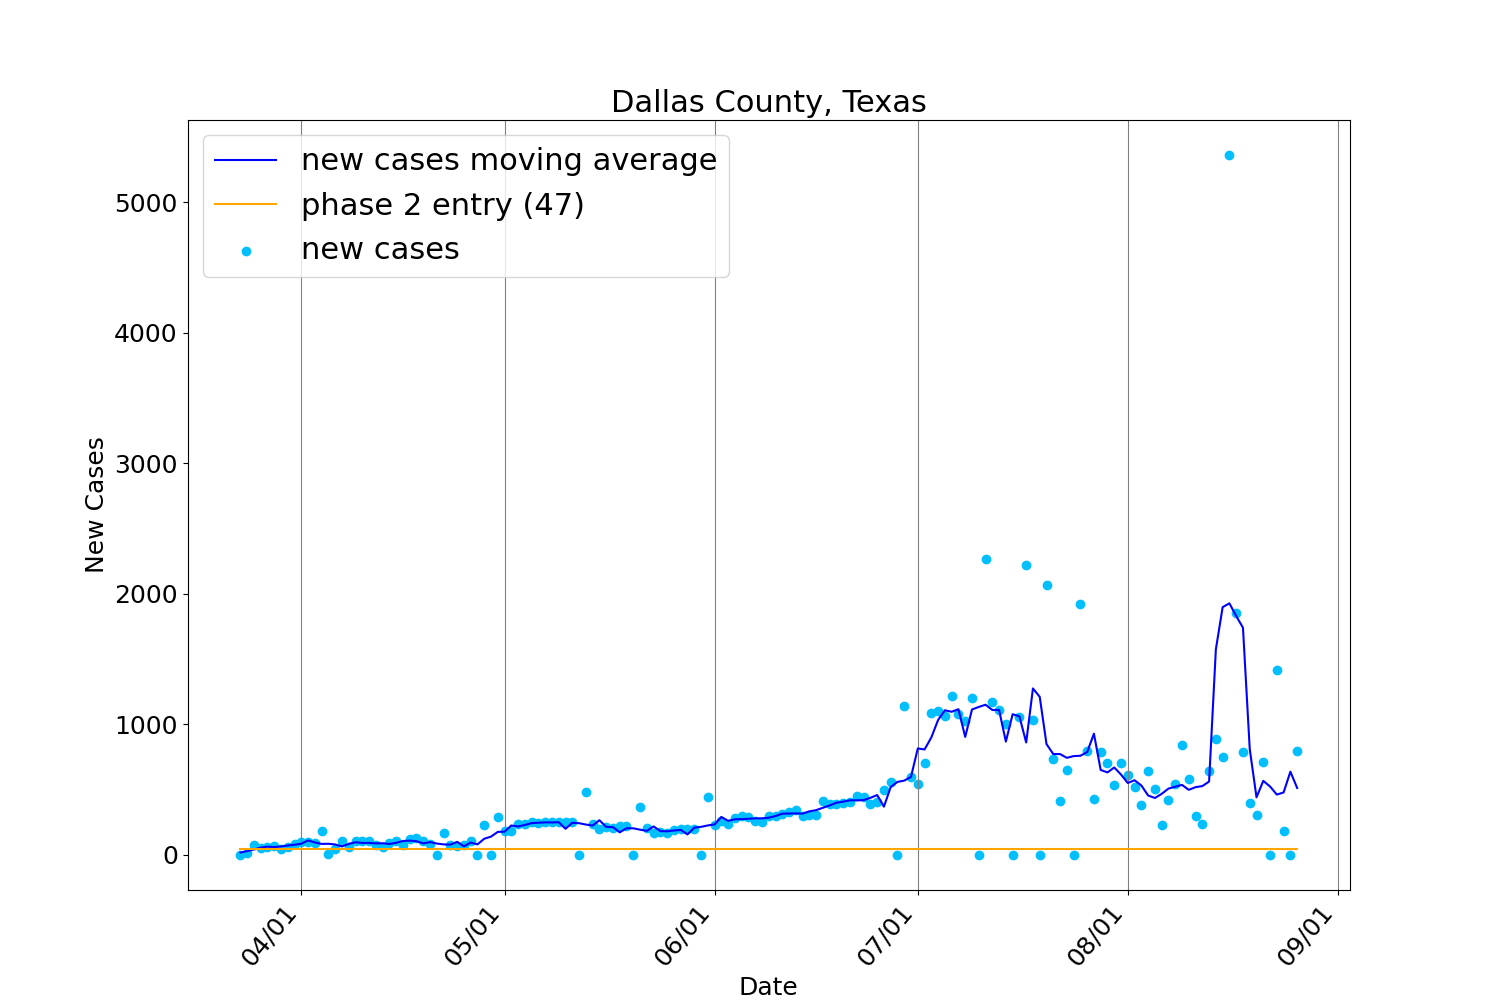 Dallas County, Texas
new cases moving average
phase 2 entry (47)
new cases
New Cases
5000
4000
3000
2000
1000
0
04/01
05/01
06/01
07/01
08/01
09/01
Date